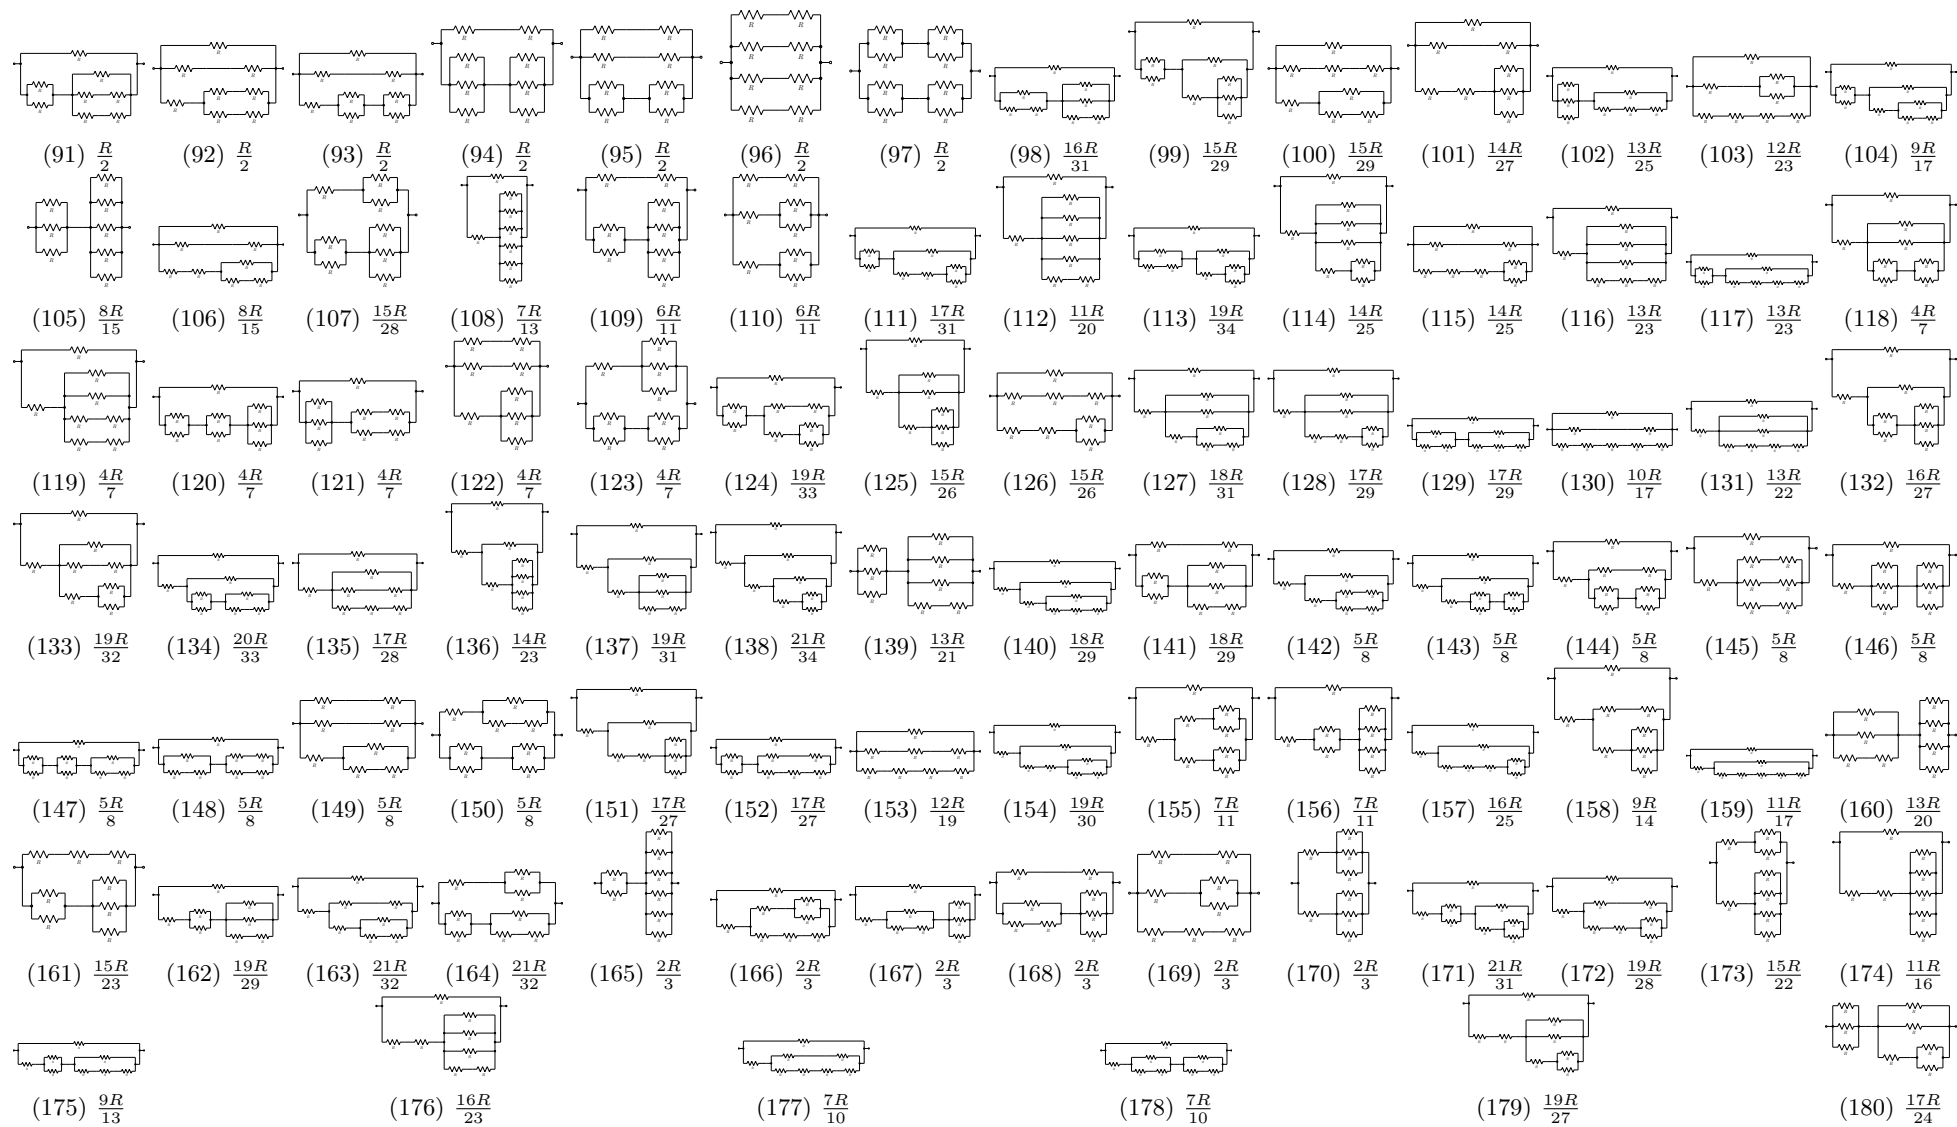 (91) R/2 (92) R/2 (93) R/2 (94) R/2 (95) R/2 (96) R/2 (97) R/2 (98) 16R/31 (99) 15R/29 (100) 15R/29 (101) 14R/27 (102) 13R/25 (103) 12R/23 (104) 9R/17
(105) 8R/15 (106) 8R/15 (107) 15R/28 (108) 7R/13 (109) 6R/11 (110) 6R/11 (111) 17R/31 (112) 11R/20 (113) 19R/34 (114) 14R/25 (115) 14R/25 (116) 13R/23 (117) 13R/23 (118) 4R/7
(119) 4R/7 (120) 4R/7 (121) 4R/7 (122) 4R/7 (123) 4R/7 (124) 19R/33 (125) 15R/26 (126) 15R/26 (127) 18R/31 (128) 17R/29 (129) 17R/29 (130) 10R/17 (131) 13R/22 (132) 16R/27
(133) 19R/32 (134) 20R/33 (135) 17R/28 (136) 14R/23 (137) 19R/31 (138) 21R/34 (139) 13R/21 (140) 18R/29 (141) 18R/29 (142) 5R/8 (143) 5R/8 (144) 5R/8 (145) 5R/8 (146) 5R/8
(147) 5R/8 (148) 5R/8 (149) 5R/8 (150) 5R/8 (151) 17R/27 (152) 17R/27 (153) 12R/19 (154) 19R/30 (155) 7R/11 (156) 7R/11 (157) 16R/25 (158) 9R/14 (159) 11R/17 (160) 13R/20
(161) 15R/23 (162) 19R/29 (163) 21R/32 (164) 21R/32 (165) 2R/3 (166) 2R/3 (167) 2R/3 (168) 2R/3 (169) 2R/3 (170) 2R/3 (171) 21R/31 (172) 19R/28 (173) 15R/22 (174) 11R/16
(175) 9R/13 (176) 16R/23 (177) 7R/10 (178) 7R/10 (179) 19R/27 (180) 17R/24